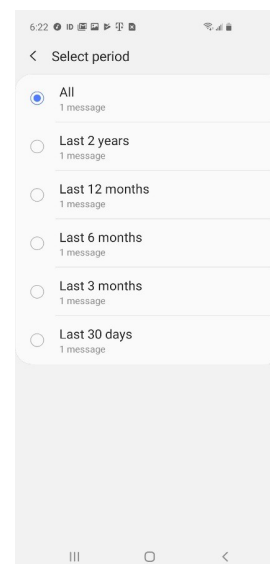 6:22
Select period
All
1 message
Last 2 years
1 message
Last 12 months
1 message
Last 6 months
1 message
Last 3 months
1 message
Last 30 days
1 message